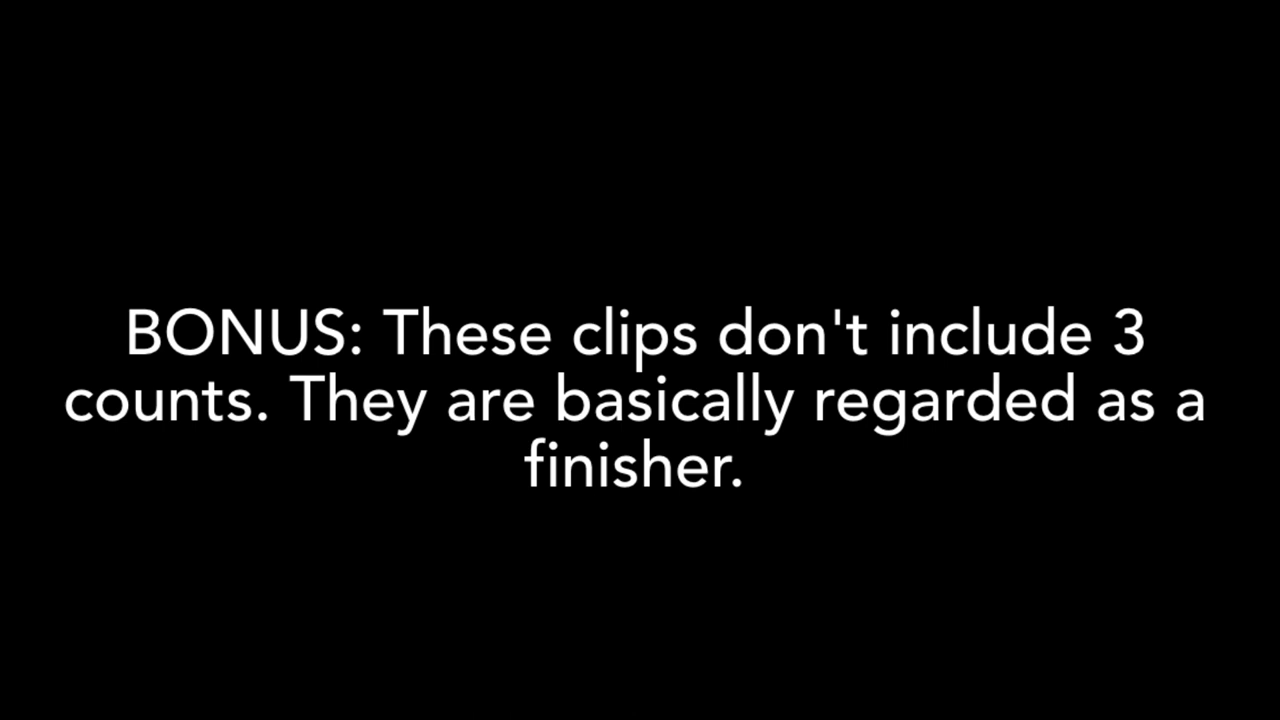 BONUS: These clips don't include 3
counts. They are basically regarded as a
finisher.